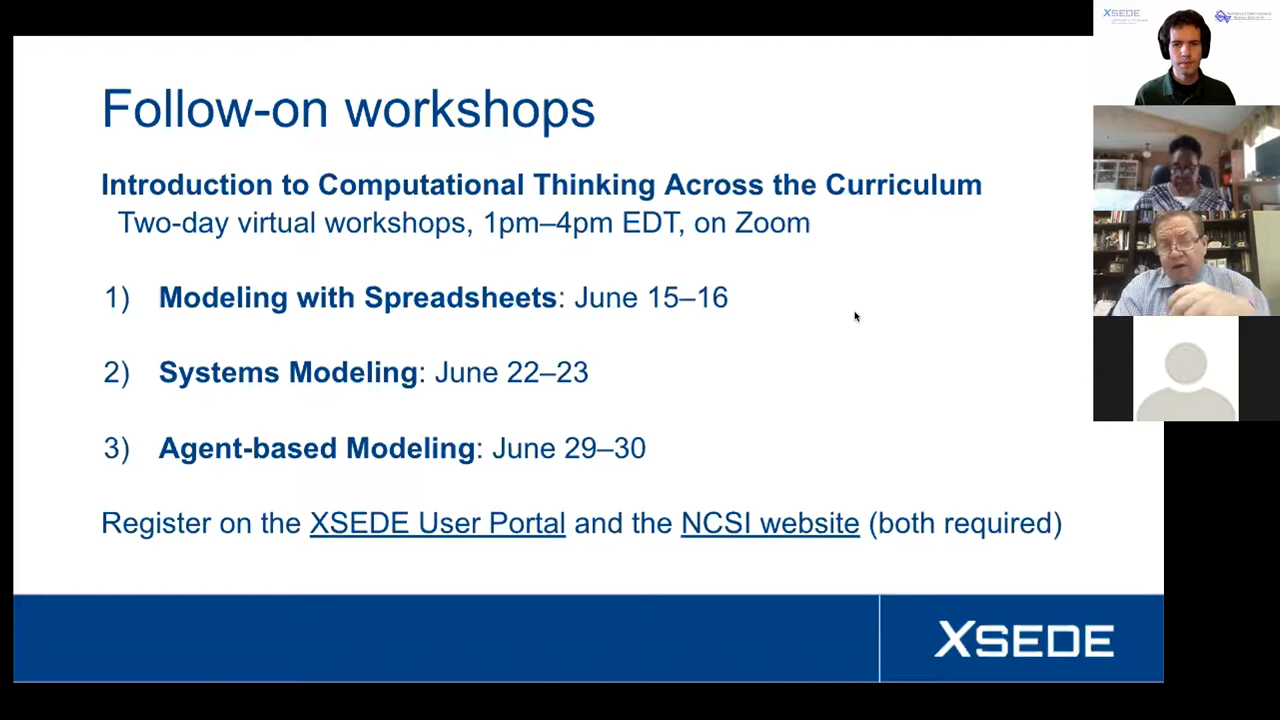 Follow-on workshops
Introduction to Computational Thinking Across the Curriculum
Two-day virtual workshops, 1pm–4pm EDT, on Zoom
1) Modeling with Spreadsheets: June 15–16
2) Systems Modeling: June 22–23
3) Agent-based Modeling: June 29–30
Register on the XSEDE User Portal and the NCSI website (both required)
XSEDE
XSEDE